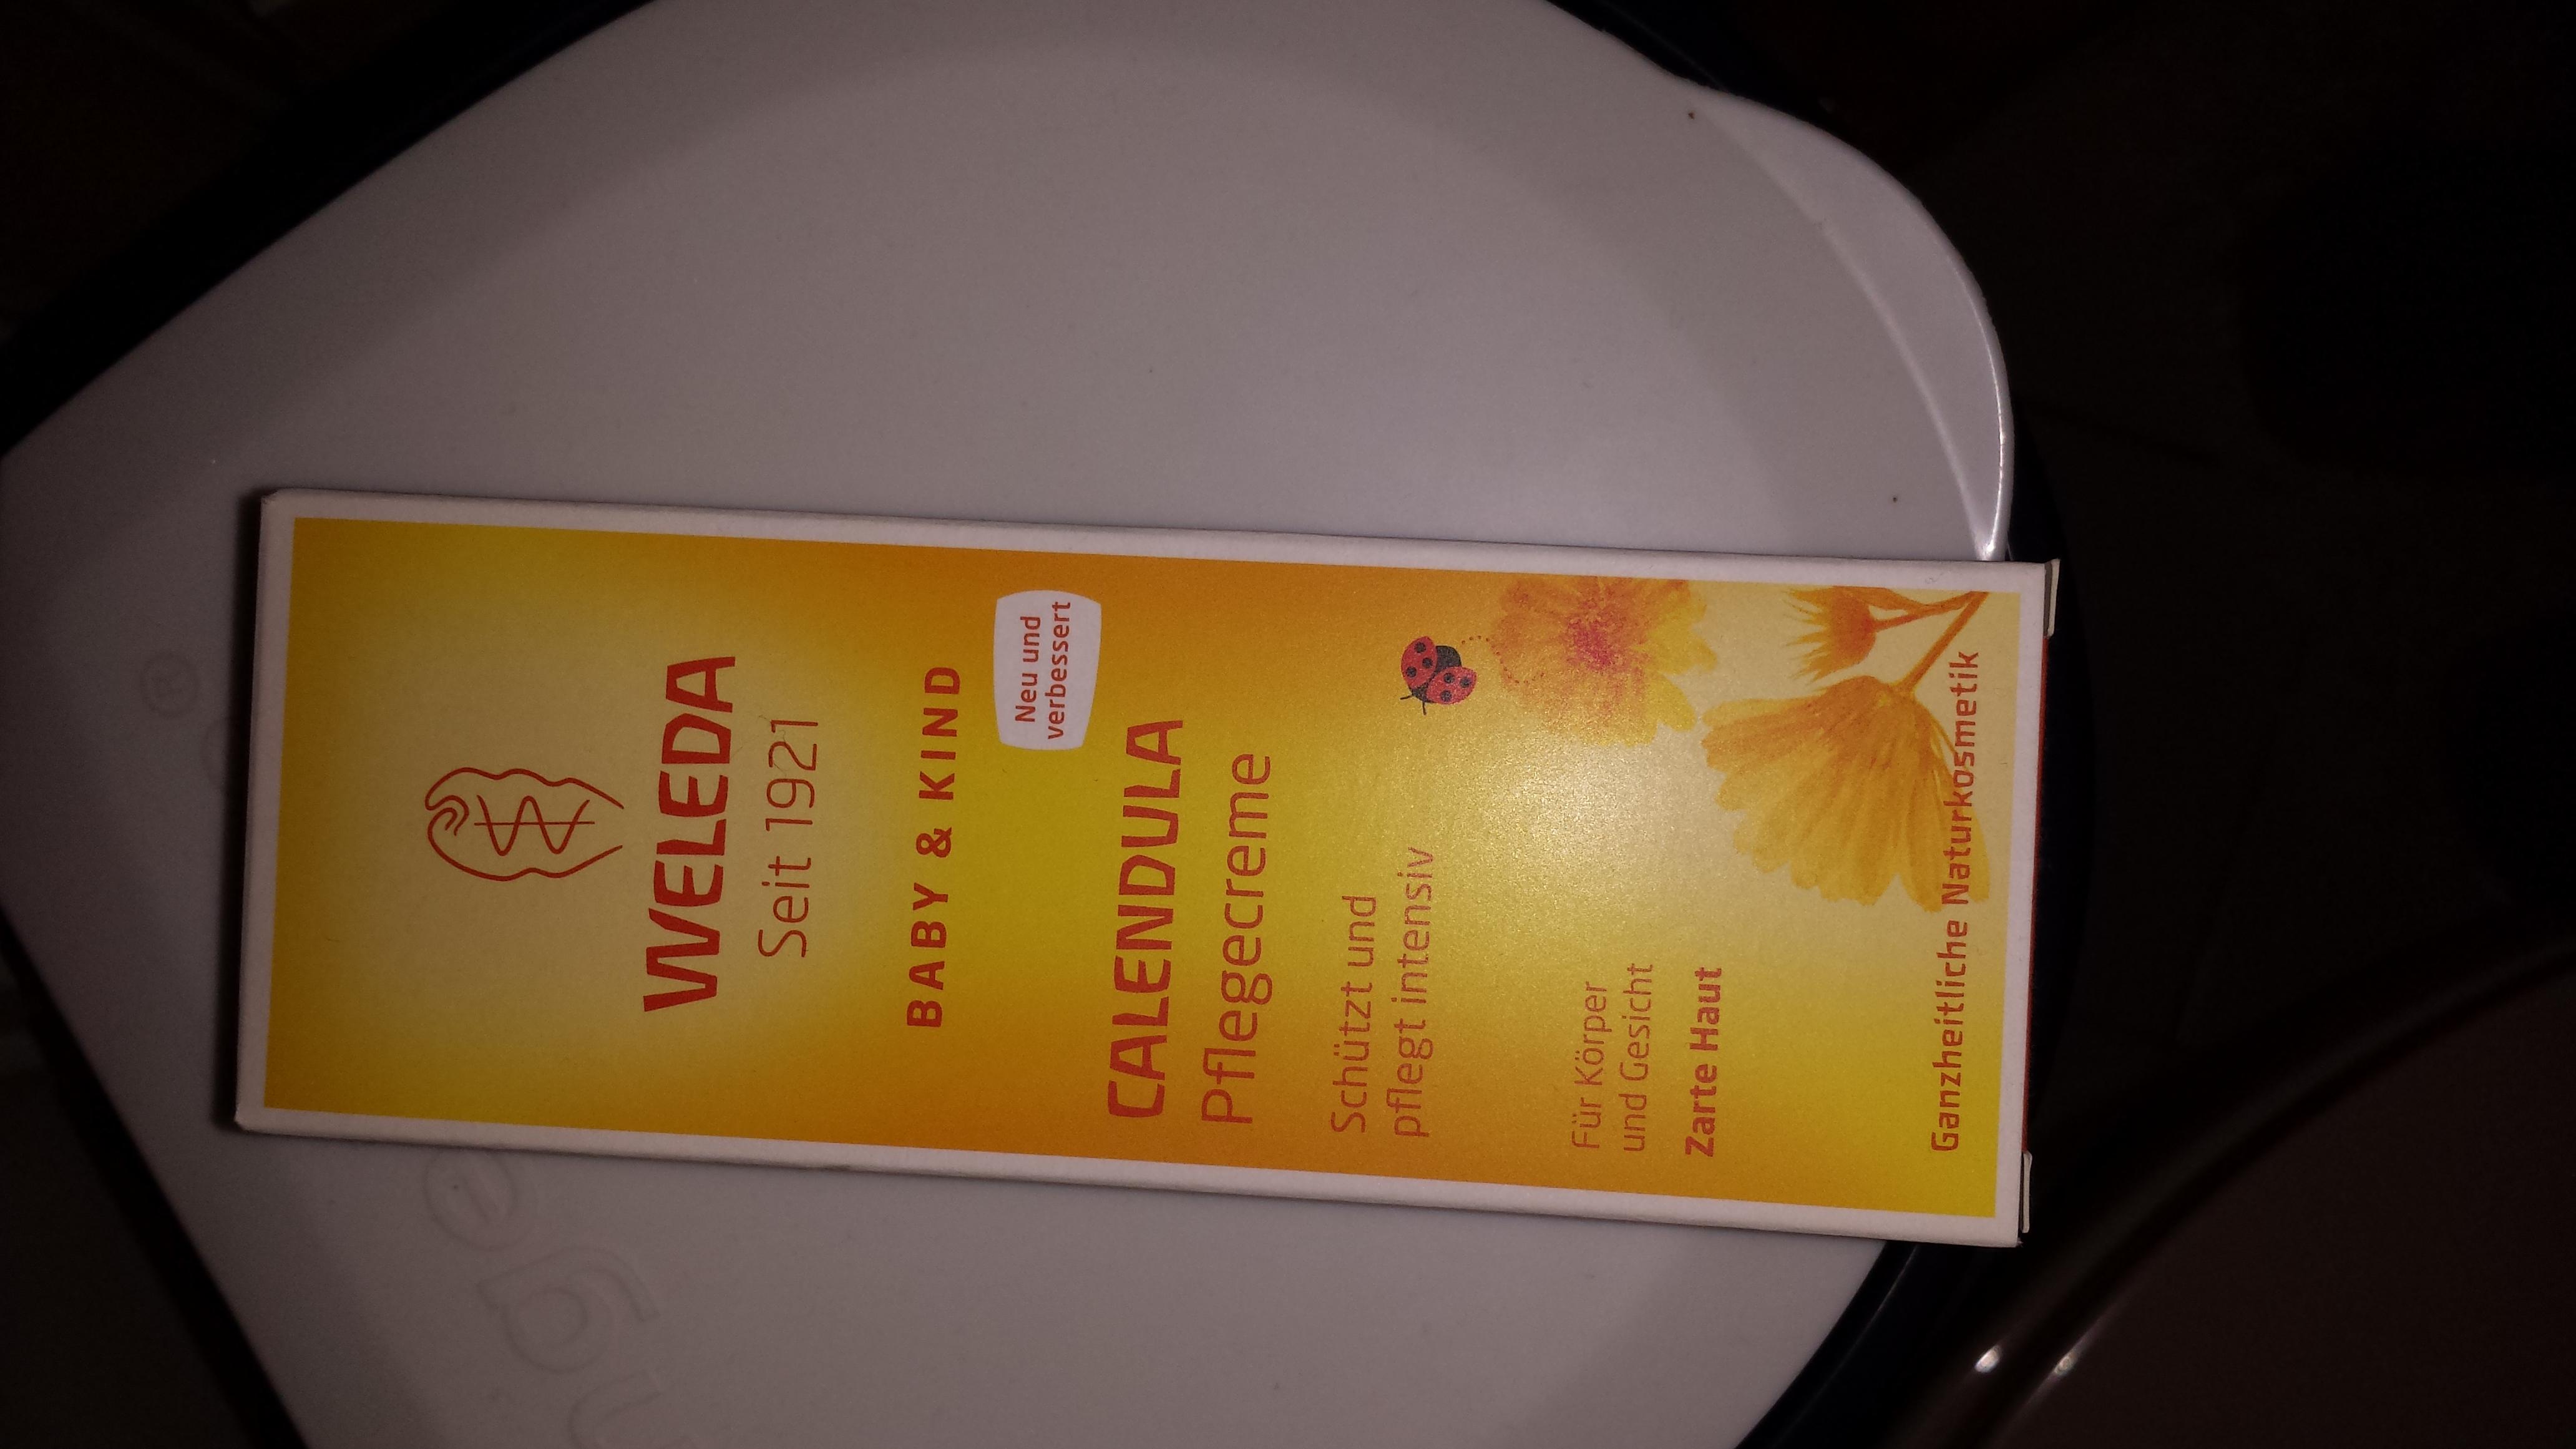 WELEDA
Seit 1921
BABY & KIND
Neu und
verbessert
CALENDULA
Pflegecreme
Schützt und
pflegt intensiv
Für Körper
und Gesicht
Zarte Haut
Ganzheitliche Naturkosmetik